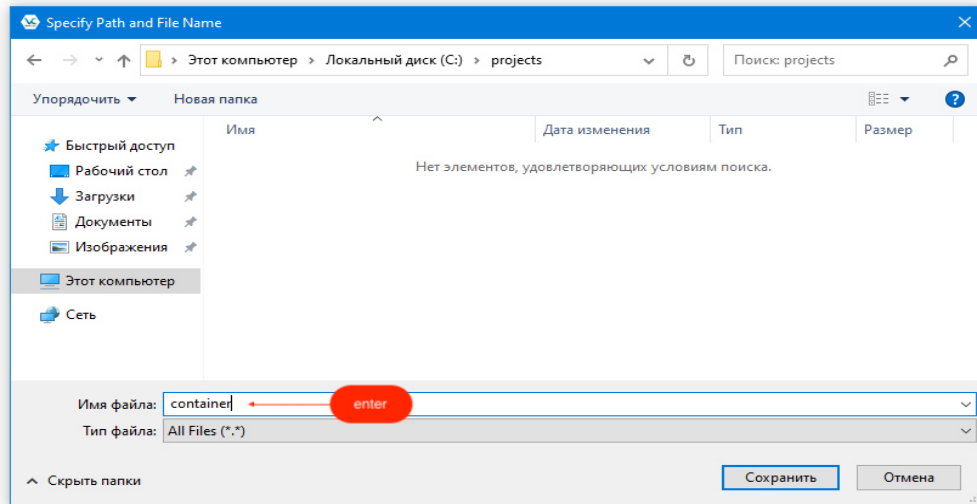 Specify Path and File Name
Этот компьютер > Локальный диск (C:) > projects
Поиск: projects
Упорядочить
Новая папка
Имя
Дата изменения
Тип
Размер
Быстрый доступ
Рабочий стол
Загрузки
Документы
Изображения
Этот компьютер
Сеть
Нет элементов, удовлетворяющих условиям поиска.
Имя файла: container
enter
Тип файла: All Files (*.*)
Скрыть папки
Сохранить
Отмена